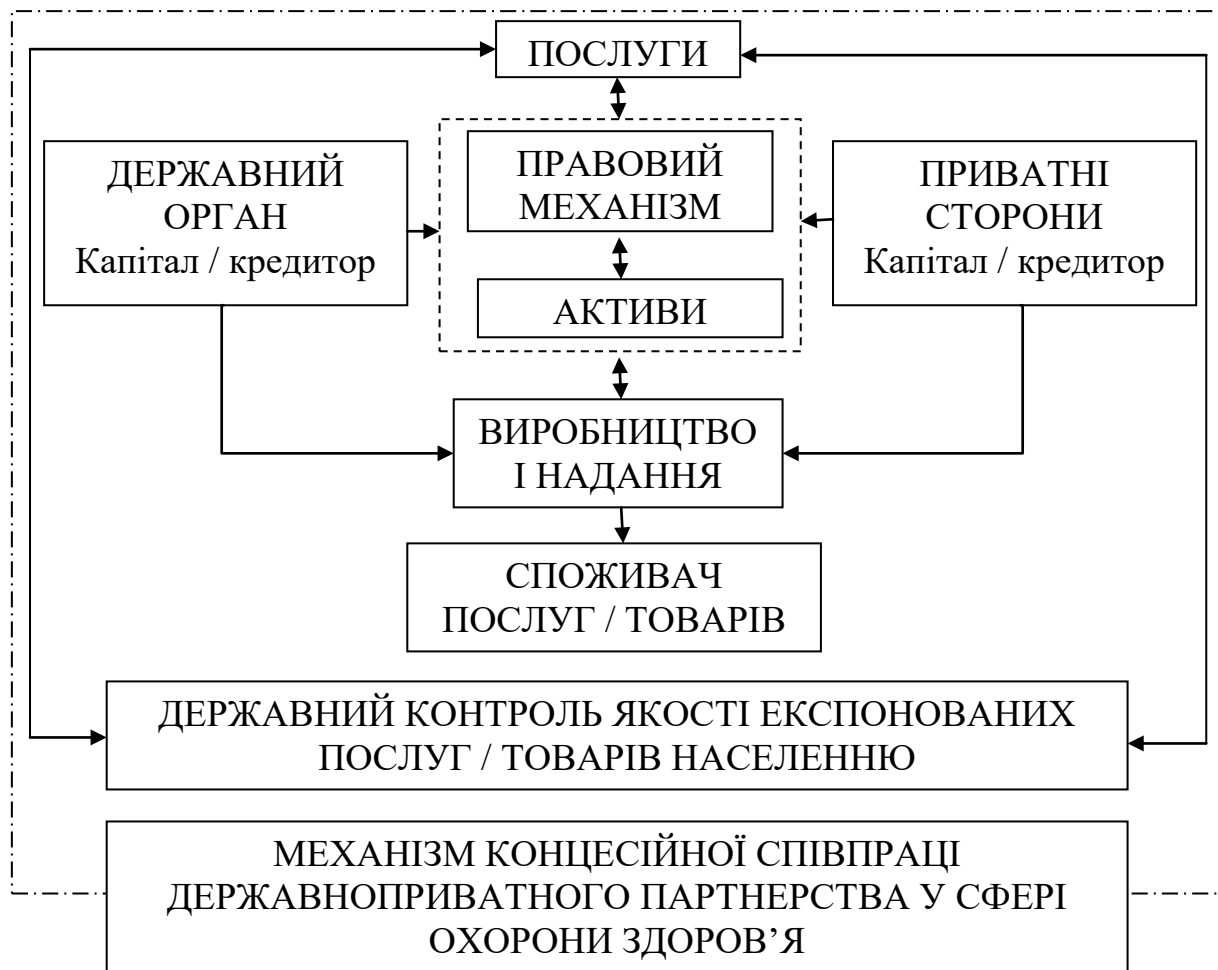 ПОСЛУГИ
ДЕРЖАВНИЙ
ОРГАН
Капітал / кредитор
ПРАВОВИЙ
МЕХАНІЗМ
АКТИВИ
ПРИВАТНІ
СТОРОНИ
Капітал / кредитор
ВИРОБНИЦТВО
І НАДАННЯ
СПОЖИВАЧ
ПОСЛУГ / ТОВАРІВ
ДЕРЖАВНИЙ КОНТРОЛЬ ЯКОСТІ ЕКСПОНОВАНИХ
ПОСЛУГ / ТОВАРІВ НАСЕЛЕННЮ
МЕХАНІЗМ КОНЦЕСІЙНОЇ СПІВПРАЦІ
ДЕРЖАВНОПРИВАТНОГО ПАРТНЕРСТВА У СФЕРІ
ОХОРОНИ ЗДОРОВ’Я